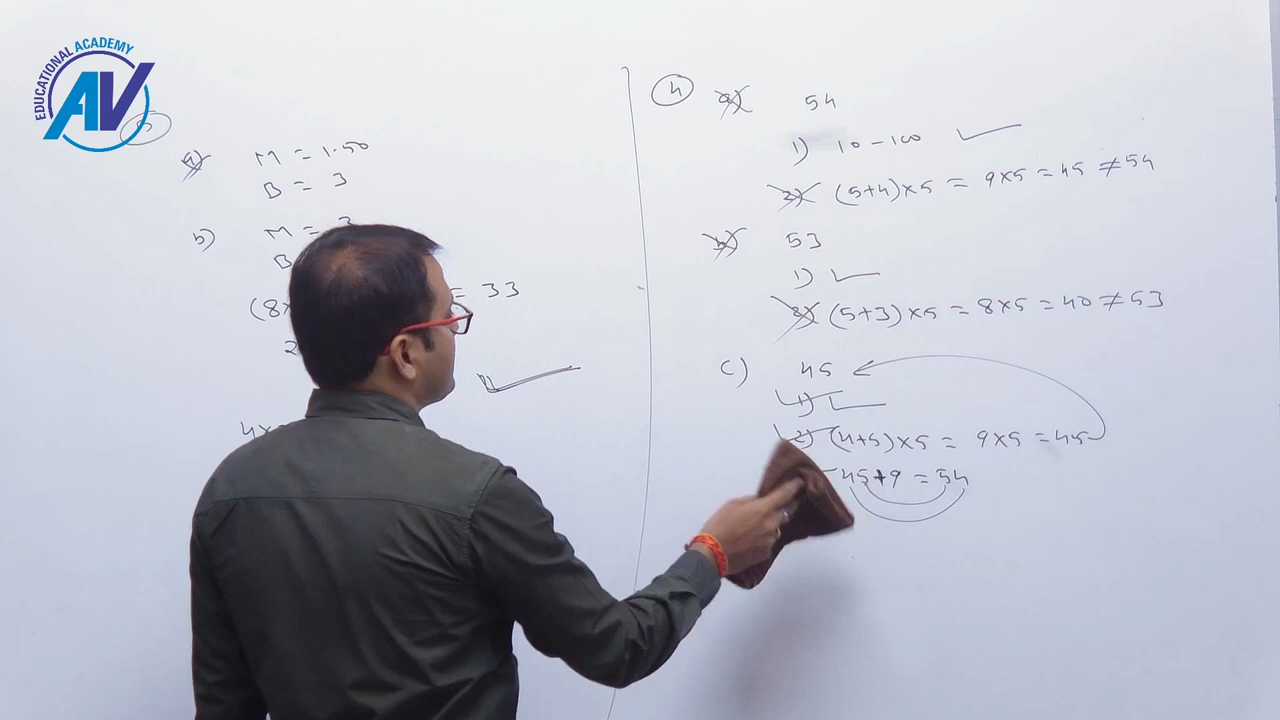 EDUCATIONAL ACADEMY
AV
5
a) M = 1.50
B = 3
b) M = 3
B
(8x = 33
2
4x
4
a) 54
1) 10-100 ✓
2) (5+4)x5 = 9x5 = 45 ≠ 54
b) 53
1) ✓
2) (5+3)x5 = 8x5 = 40 ≠ 53
c) 45
1) ✓
2) (4+5)x5 = 9x5 = 45
45+9 = 54